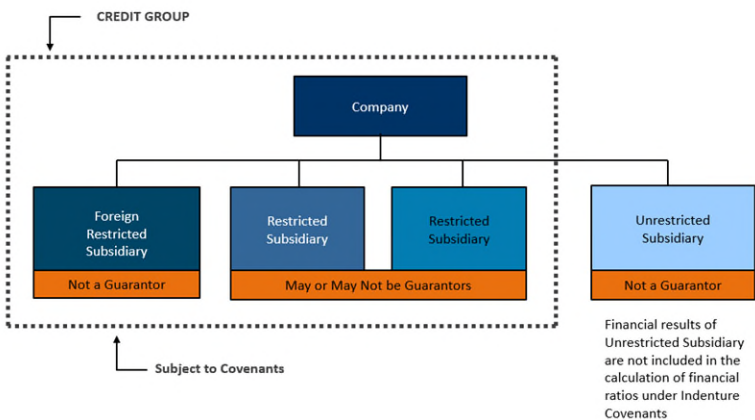 CREDIT GROUP
Company
Foreign
Restricted
Subsidiary
Not a Guarantor
Restricted
Subsidiary
Restricted
Subsidiary
May or May Not be Guarantors
Unrestricted
Subsidiary
Not a Guarantor
Financial results of
Unrestricted Subsidiary
are not included in the
calculation of financial
ratios under Indenture
Covenants
Subject to Covenants